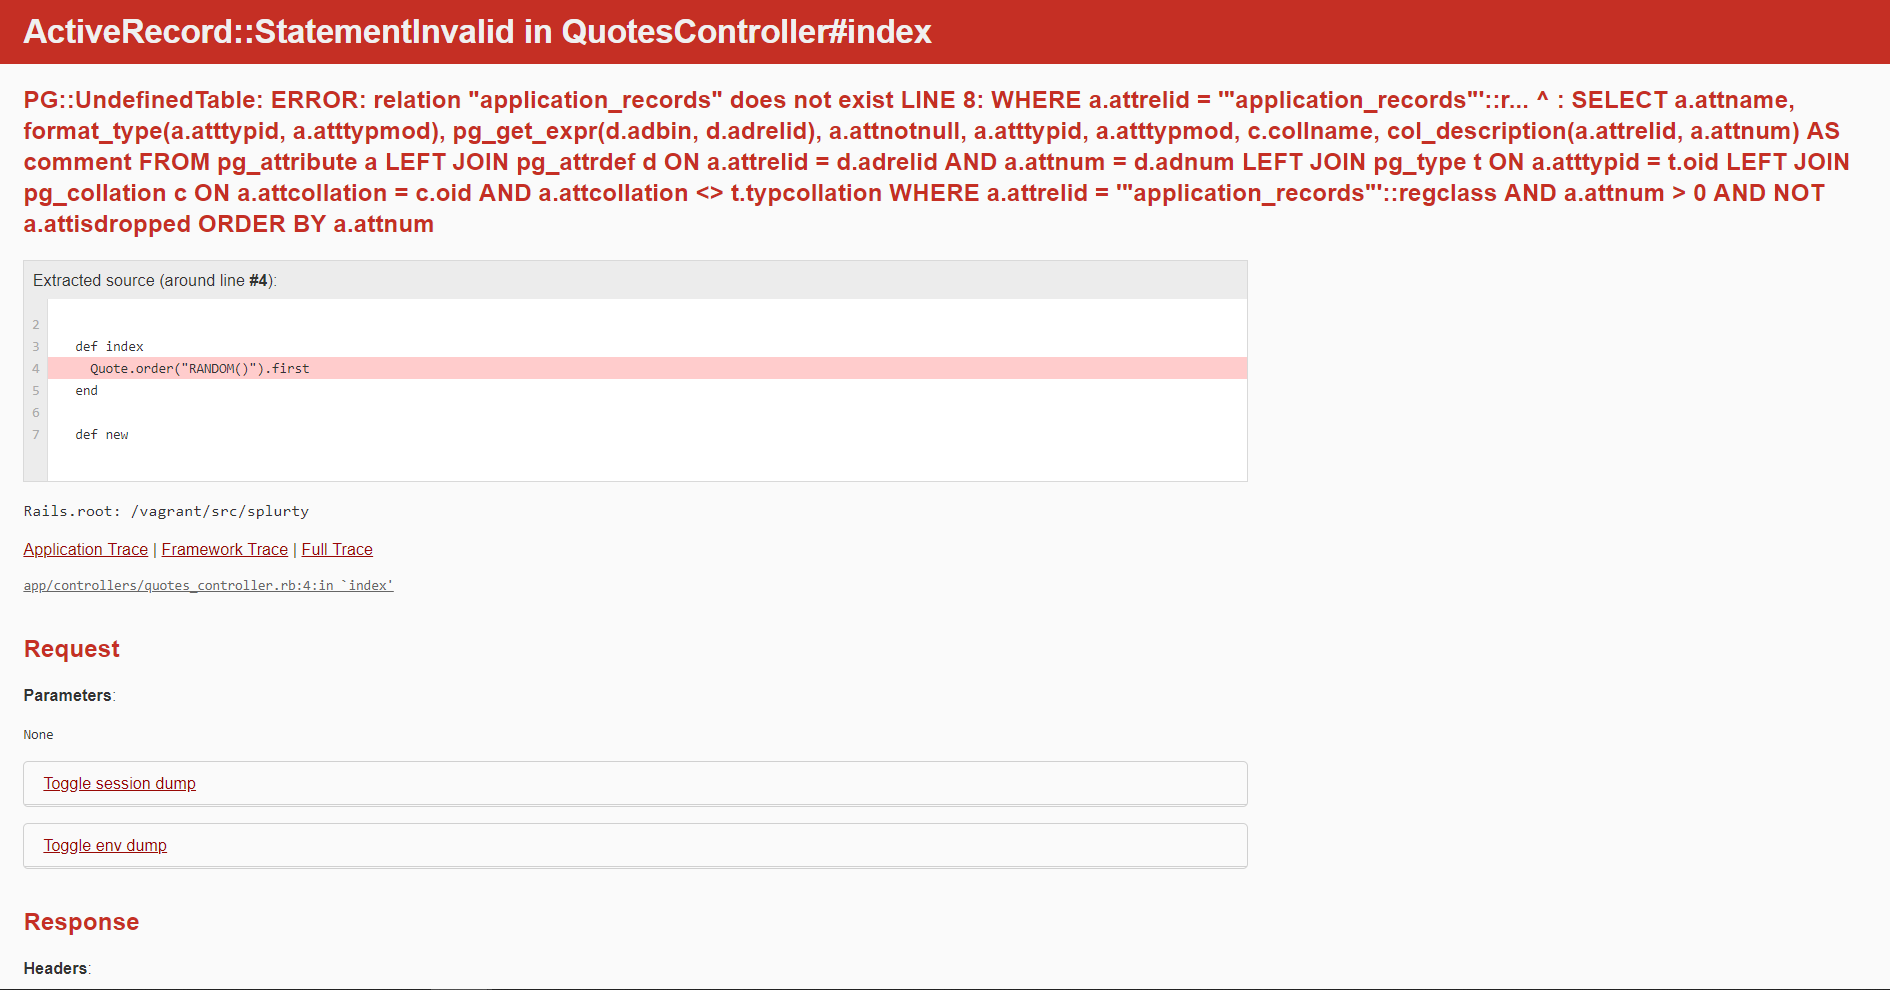 ActiveRecord::StatementInvalid in QuotesController#index
PG::UndefinedTable: ERROR: relation "application_records" does not exist LINE 8: WHERE a.attrelid = '"application_records"'::r... ^ : SELECT a.attname,
format_type(a.atttypid, a.atttypmod), pg_get_expr(d.adbin, d.adrelid), a.attnotnull, a.atttypid, a.atttypmod, c.collname, col_description(a.attrelid, a.attnum) AS
comment FROM pg_attribute a LEFT JOIN pg_attrdef d ON a.attrelid = d.adrelid AND a.attnum = d.adnum LEFT JOIN pg_type t ON a.atttypid = t.oid LEFT JOIN
pg_collation c ON a.attcollation = c.oid AND a.attcollation <> t.typcollation WHERE a.attrelid = '"application_records"'::regclass AND a.attnum > 0 AND NOT
a.attisdropped ORDER BY a.attnum
Extracted source (around line #4):
2
3 def index
4 Quote.order("RANDOM()").first
5 end
6
7 def new
Rails.root: /vagrant/src/splurty
Application Trace | Framework Trace | Full Trace
app/controllers/quotes_controller.rb:4:in `index'
Request
Parameters:
None
Toggle session dump
Toggle env dump
Response
Headers: